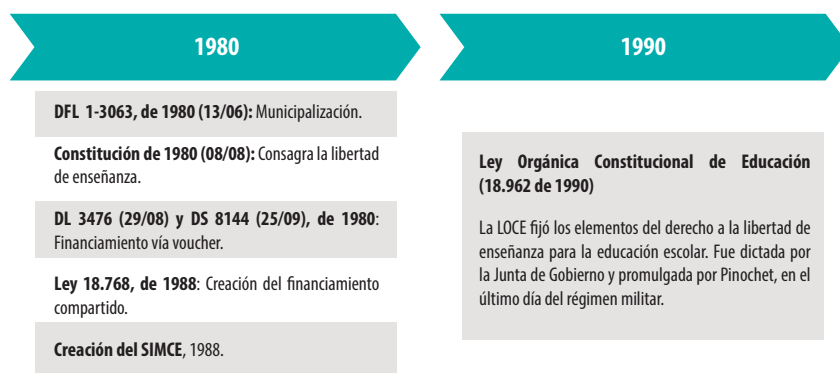 1980
DFL 1-3063, de 1980 (13/06): Municipalización.
Constitución de 1980 (08/08): Consagra la libertad
de enseñanza.
DL 3476 (29/08) y DS 8144 (25/09), de 1980:
Financiamiento vía voucher.
Ley 18.768, de 1988: Creación del financiamiento
compartido.
Creación del SIMCE, 1988.
1990
Ley Orgánica Constitucional de Educación
(18.962 de 1990)
La LOCE fijó los elementos del derecho a la libertad de
enseñanza para la educación escolar. Fue dictada por
la Junta de Gobierno y promulgada por Pinochet, en el
último día del régimen militar.